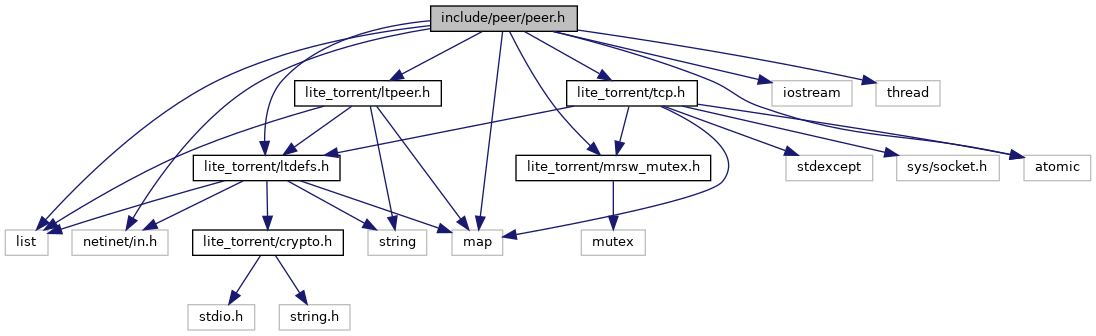 include/peer/peer.h
lite_torrent/ltpeer.h
lite_torrent/tcp.h
iostream
thread
lite_torrent/ltdefs.h
lite_torrent/mrsw_mutex.h
stdexcept
sys/socket.h
atomic
list
netinet/in.h
lite_torrent/crypto.h
string
map
mutex
stdio.h
string.h